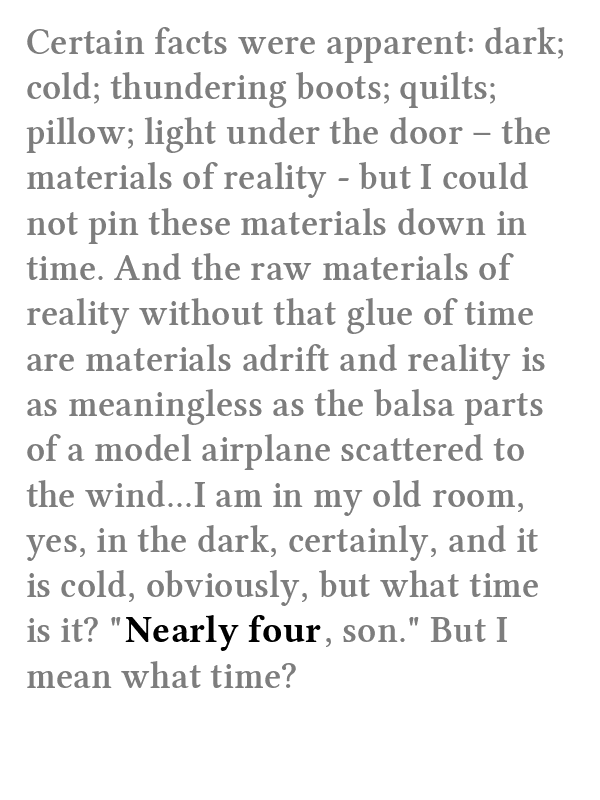 Certain facts were apparent: dark;
cold; thundering boots; quilts;
pillow; light under the door – the
materials of reality - but I could
not pin these materials down in
time. And the raw materials of
reality without that glue of time
are materials adrift and reality is
as meaningless as the balsa parts
of a model airplane scattered to
the wind...I am in my old room,
yes, in the dark, certainly, and it
is cold, obviously, but what time
is it? "Nearly four, son." But I
mean what time?